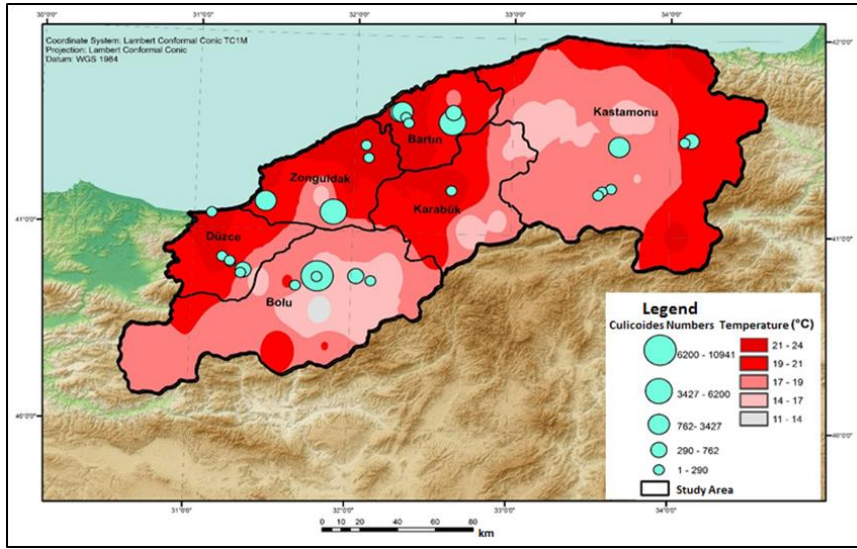 30°0'0" 31°0'0" 32°0'0" 33°0'0" 34°0'0"
Coordinate System: Lambert Conformal Conic TC1M
Projection: Lambert Conformal Conic
Datum: WGS 1984
42°0'0"
Kastamonu
Bartın
Zonguldak
Karabük
41°0'0" 41°0'0"
Düzce
Bolu
Legend
Culicoides Numbers Temperature (°C)
6200 - 10941 21 - 24
19 - 21
3427 - 6200 17 - 19
14 - 17
762- 3427 11 - 14
290 - 762
1 - 290
Study Area
40°0'0" 40°0'0"
31°0'0" 32°0'0" 33°0'0" 34°0'0"
0 10 20 40 60 80
km